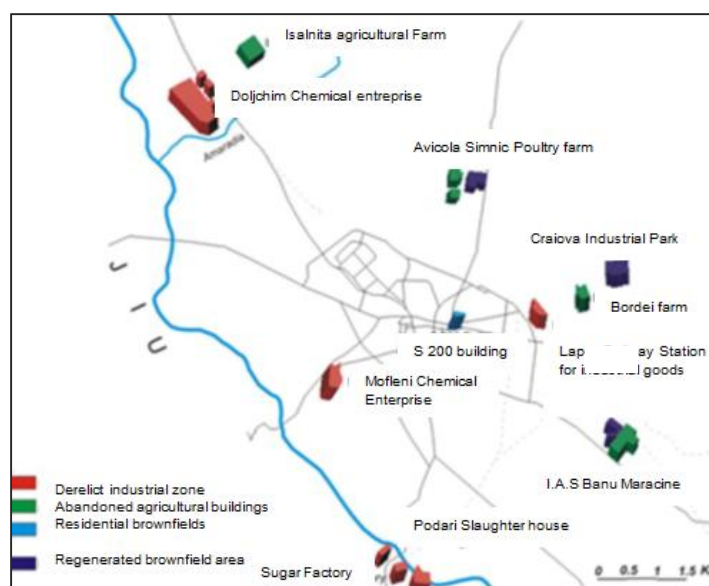 Isalnita agricultural Farm
Doljchim Chemical entreprise
Amaradia
Avicola Simnic Poultry farm
Craiova Industrial Park
Bordei farm
JIU
S 200 building
Station
for goods
Mofleni Chemical
Enterprise
I.A.S Banu Maracine
Derelict industrial zone
Abandoned agricultural buildings
Residential brownfields
Regenerated brownfield area
Podari Slaughter house
Sugar Factory
0 0.5 1 1.5 K